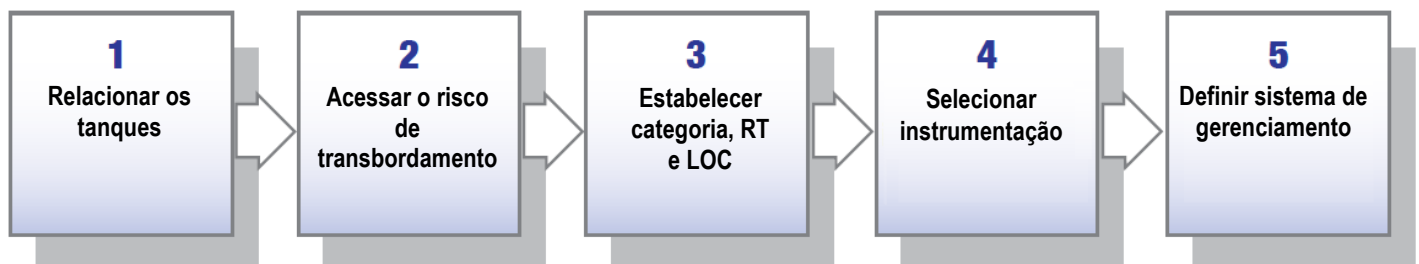 1
Relacionar os
tanques
2
Acessar o risco
de
transbordamento
3
Estabelecer
categoria, RT
e LOC
4
Selecionar
instrumentação
5
Definir sistema de
gerenciamento